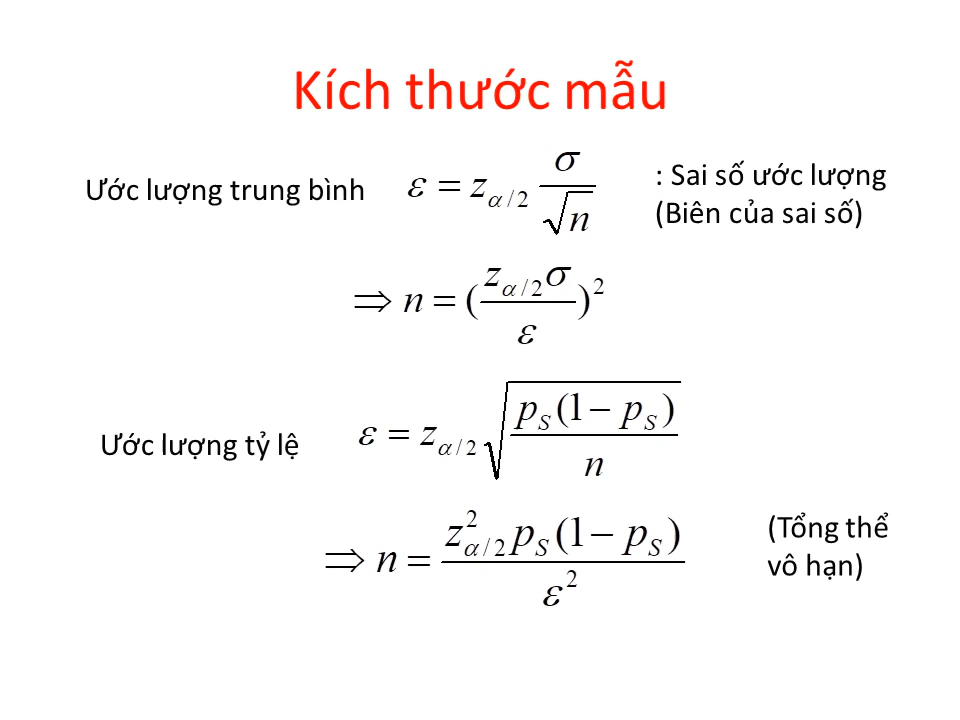 Kích thước mẫu
Ước lượng trung bình ε = z_{α/2} σ/√n : Sai số ước lượng
(Biên của sai số)
⇒ n = (z_{α/2}σ/ε)²
Ước lượng tỷ lệ ε = z_{α/2} √(p_S(1 − p_S)/n)
⇒ n = z²_{α/2} p_S(1 − p_S)/ε² (Tổng thể
vô hạn)